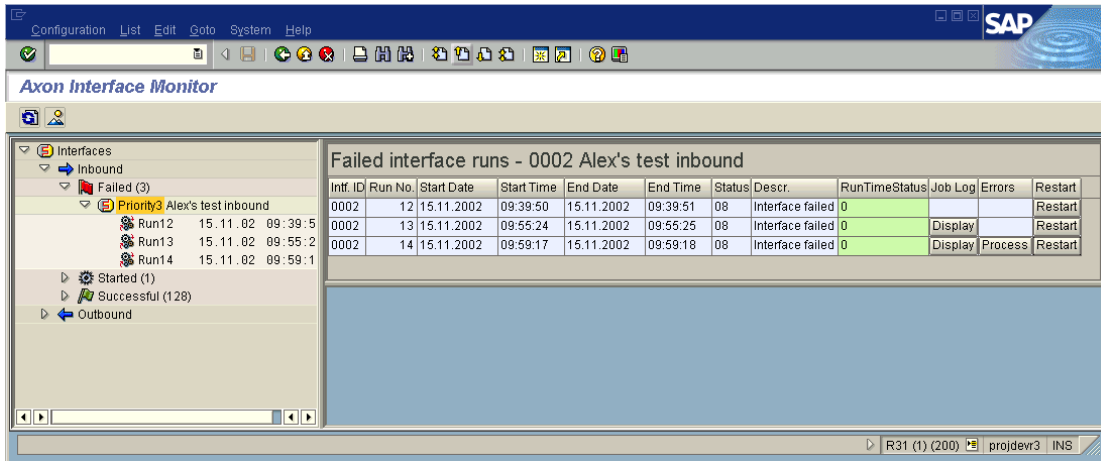 Configuration List Edit Goto System Help
SAP
Axon Interface Monitor
Interfaces
Inbound
Failed (3)
Priority3 Alex's test inbound
Run12 15.11.02 09:39:5
Run13 15.11.02 09:55:2
Run14 15.11.02 09:59:1
Started (1)
Successful (128)
Outbound
Failed interface runs - 0002 Alex's test inbound
Intf. ID Run No. Start Date Start Time End Date End Time Status Descr. RunTimeStatus Job Log Errors Restart
0002 12 15.11.2002 09:39:50 15.11.2002 09:39:51 08 Interface failed 0 Restart
0002 13 15.11.2002 09:55:24 15.11.2002 09:55:25 08 Interface failed 0 Display Restart
0002 14 15.11.2002 09:59:17 15.11.2002 09:59:18 08 Interface failed 0 Display Process Restart
R31 (1) (200) projdevr3 INS